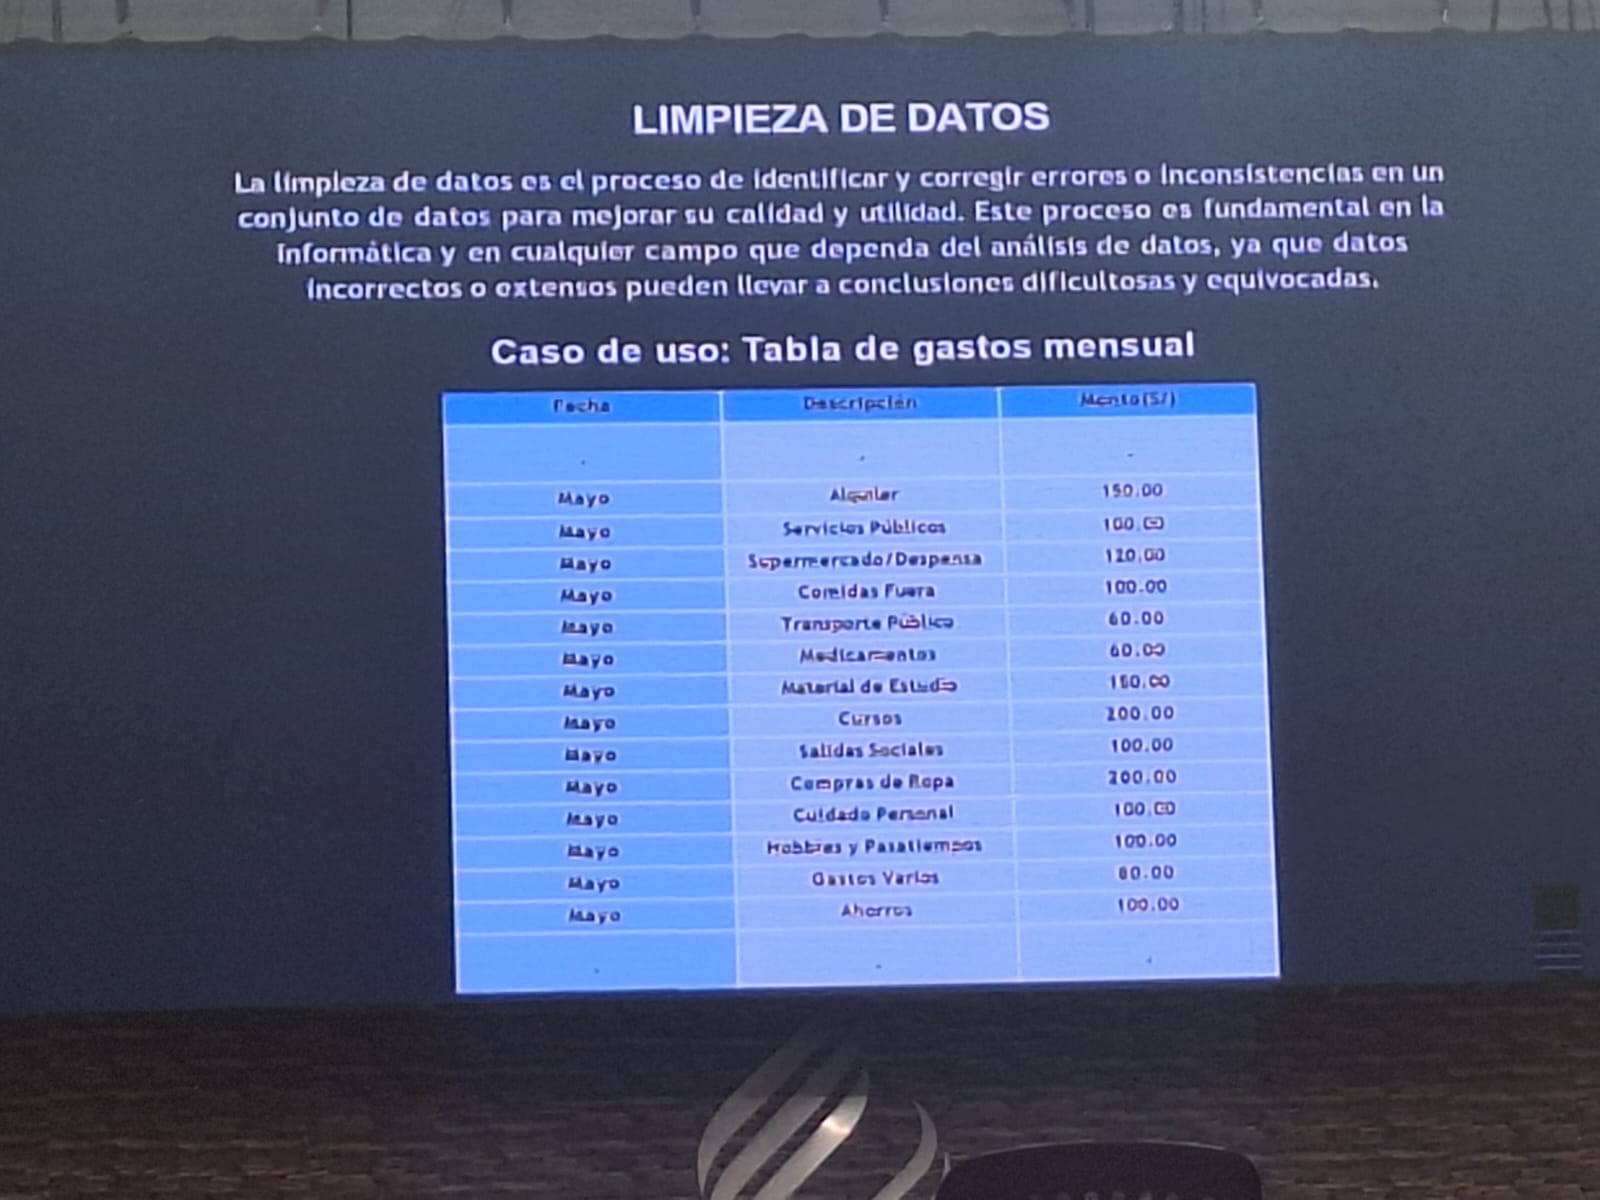 LIMPIEZA DE DATOS
La limpieza de datos es el proceso de identificar y corregir errores o inconsistencias en un
conjunto de datos para mejorar su calidad y utilidad. Este proceso es fundamental en la
informática y en cualquier campo que dependa del análisis de datos, ya que datos
incorrectos o extensos pueden llevar a conclusiones dificultosas y equivocadas.
Caso de uso: Tabla de gastos mensual
Fecha Descripción Monto(S/)
. . .
Mayo Alquiler 150.00
Mayo Servicios Públicos 100.00
Mayo Supermercado/Despensa 120.00
Mayo Comidas Fuera 100.00
Mayo Transporte Público 60.00
Mayo Medicamentos 60.00
Mayo Material de Estudio
Mayo Cursos 200.00
Mayo Salidas Sociales 100.00
Mayo Compras de Ropa 200.00
Mayo Cuidado Personal 100.00
Mayo Hobbies y Pasatiempos 100.00
Mayo Gastos Varios 80.00
Mayo Ahorros 100.00
. . .